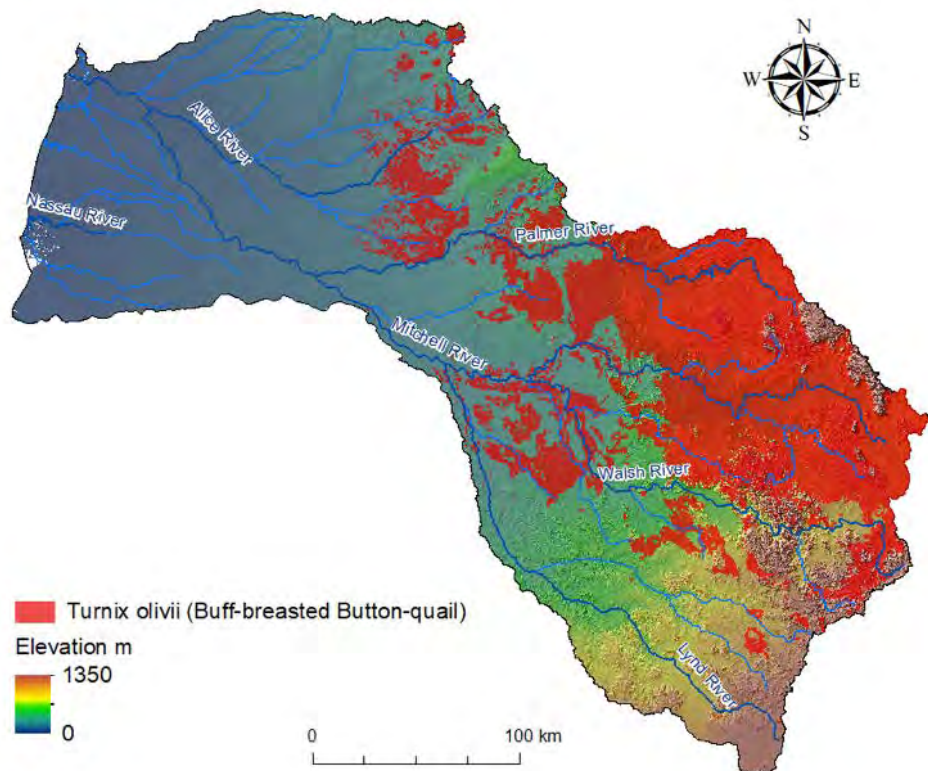 N
W E
S
Alice River
Nassau River
Palmer River
Mitchell River
Walsh River
Lynd River
Turnix olivii (Buff-breasted Button-quail)
Elevation m
1350
0
0 100 km